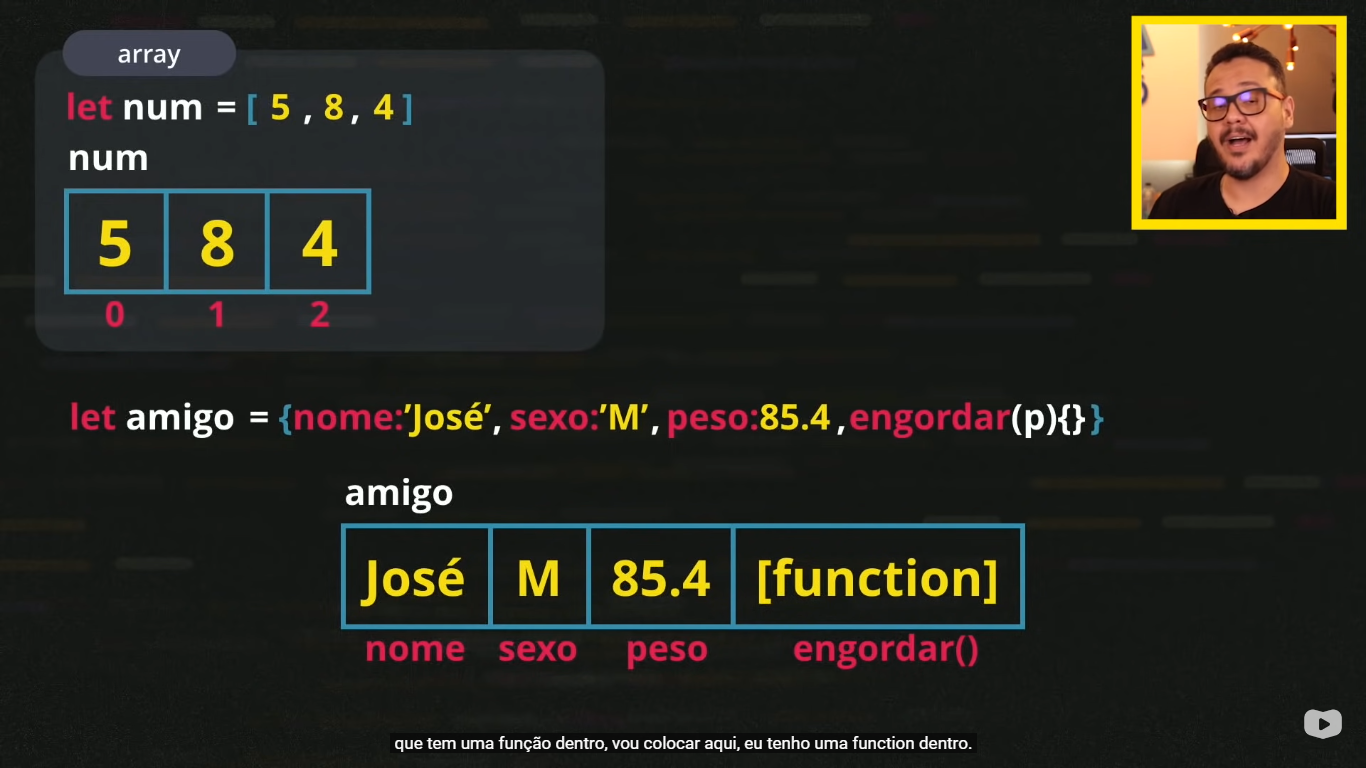 array
let num = [ 5 , 8 , 4 ]
num
5 8 4
0 1 2
let amigo = {nome:’José’, sexo:’M’, peso:85.4 ,engordar(p){} }
amigo
José M 85.4 [function]
nome sexo peso engordar()
que tem uma função dentro, vou colocar aqui, eu tenho uma function dentro.